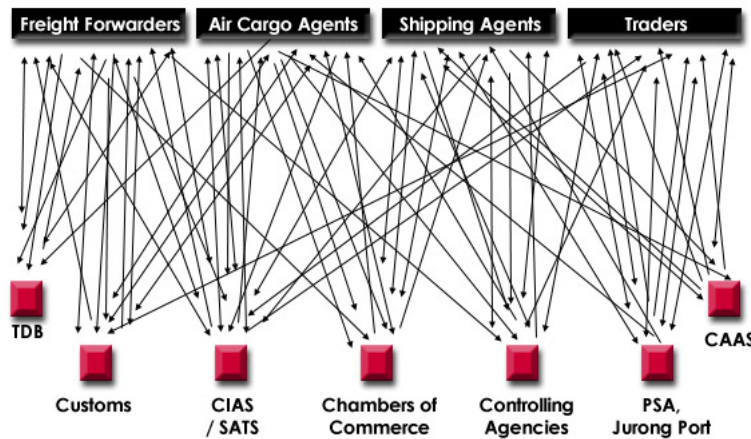 Freight Forwarders
Air Cargo Agents
Shipping Agents
Traders
TDB
CAAS
Customs
CIAS
/ SATS
Chambers of
Commerce
Controlling
Agencies
PSA,
Jurong Port